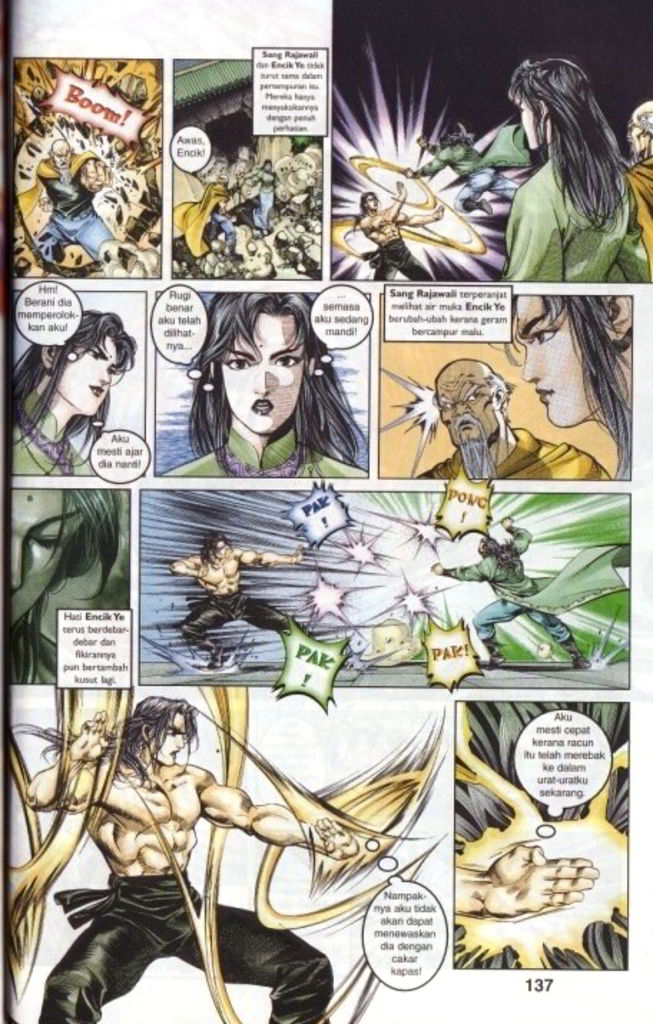 Boom!
Awas,
Encik!
Sang Rajawali
dan Encik Ye
tidak
turut sama dalam
pertempuran itu.
Mereka hanya
menyaksikannya
dengan penuh
perhatian.
Hm!
Berani dia
memperolok-
kan aku!
Aku
mesti ajar
dia nanti!
Rugi
benar
aku telah
dilihat-
nya...
...
semasa
aku sedang
mandi!
Sang Rajawali terperanjat
melihat air muka Encik Ye
berubah-ubah kerana geram
bercampur malu.
Hati Encik Ye
terus berdebar-
debar dan
fikirannya
pun bertambah
kusut lagi.
PAK
!
PONG
!
PAK
!
PAK!
Nampak-
nya aku tidak
akan dapat
menewaskan
dia dengan
cakar
kapas!
Aku
mesti cepat
kerana racun
itu telah merebak
ke dalam
urat-uratku
sekarang.
137